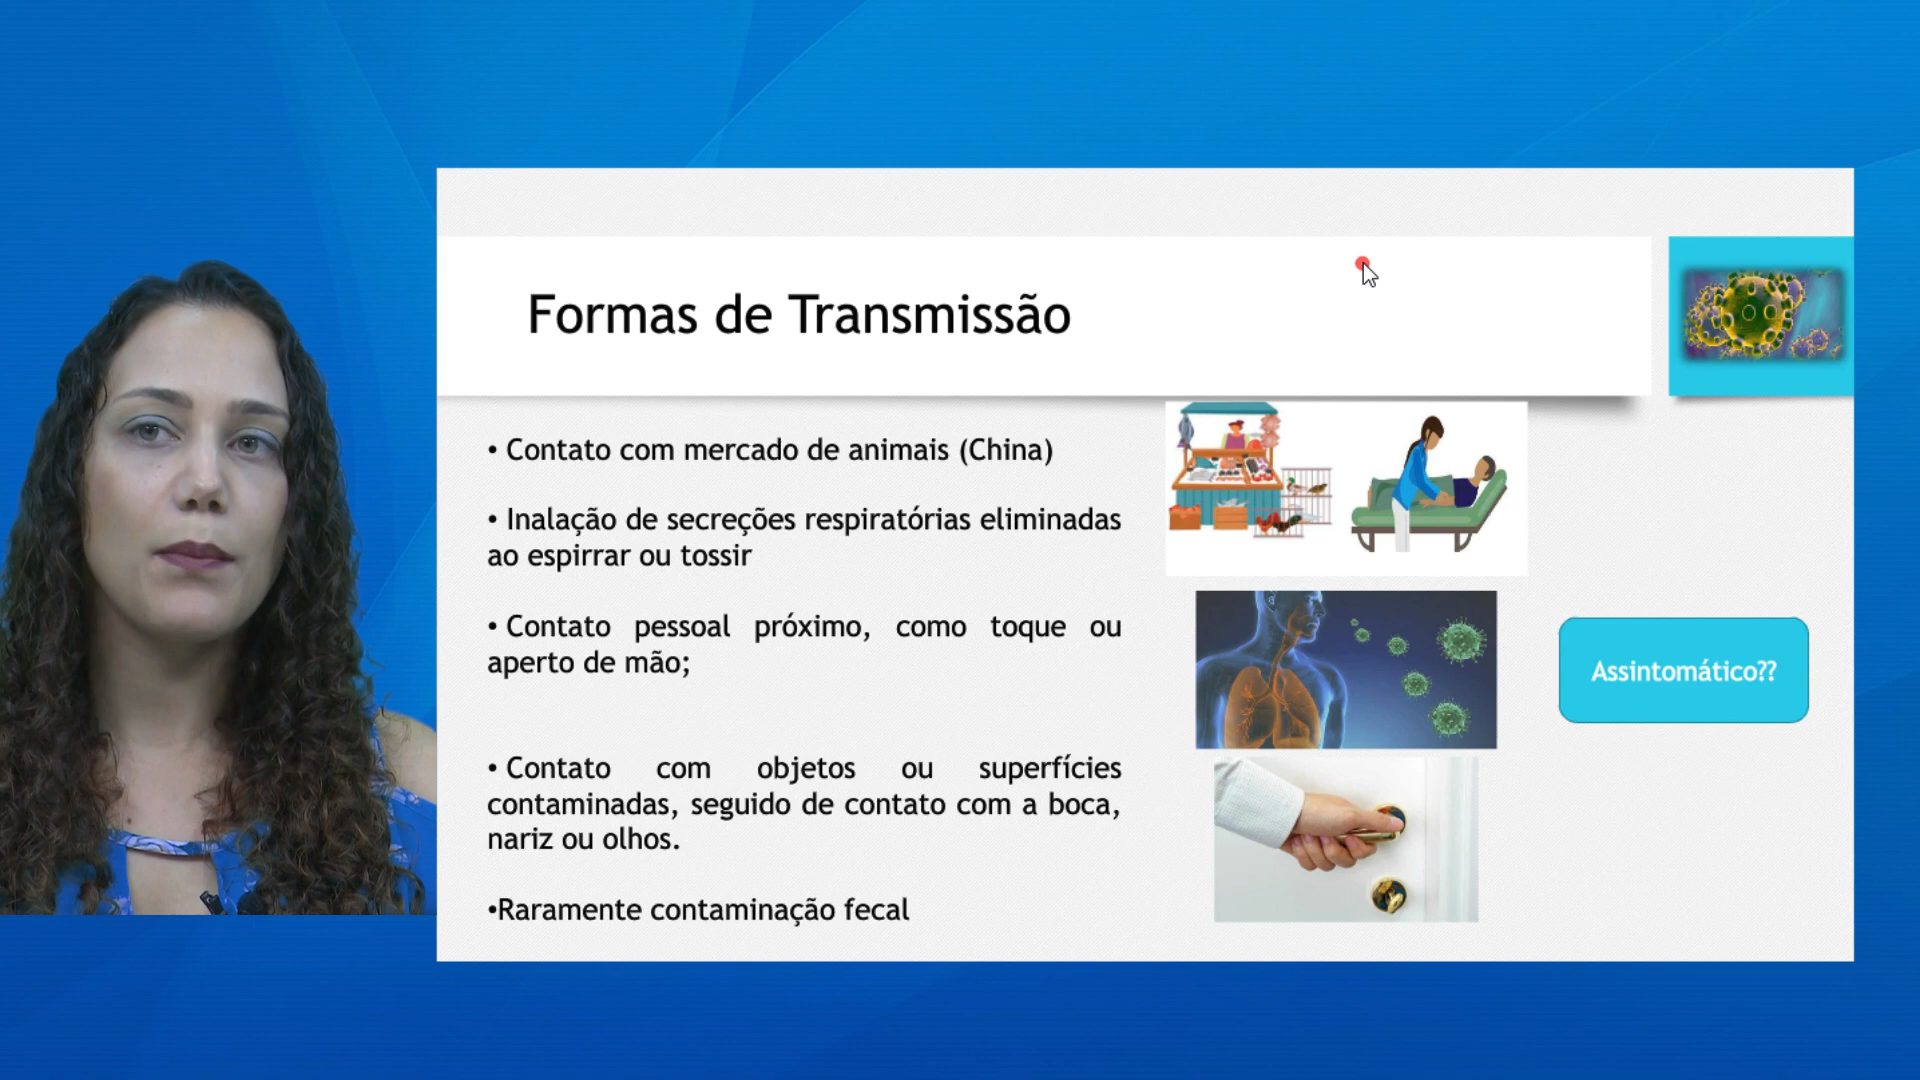 Formas de Transmissão
• Contato com mercado de animais (China)
• Inalação de secreções respiratórias eliminadas
ao espirrar ou tossir
• Contato pessoal próximo, como toque ou
aperto de mão;
• Contato com objetos ou superfícies
contaminadas, seguido de contato com a boca,
nariz ou olhos.
•Raramente contaminação fecal
Assintomático??